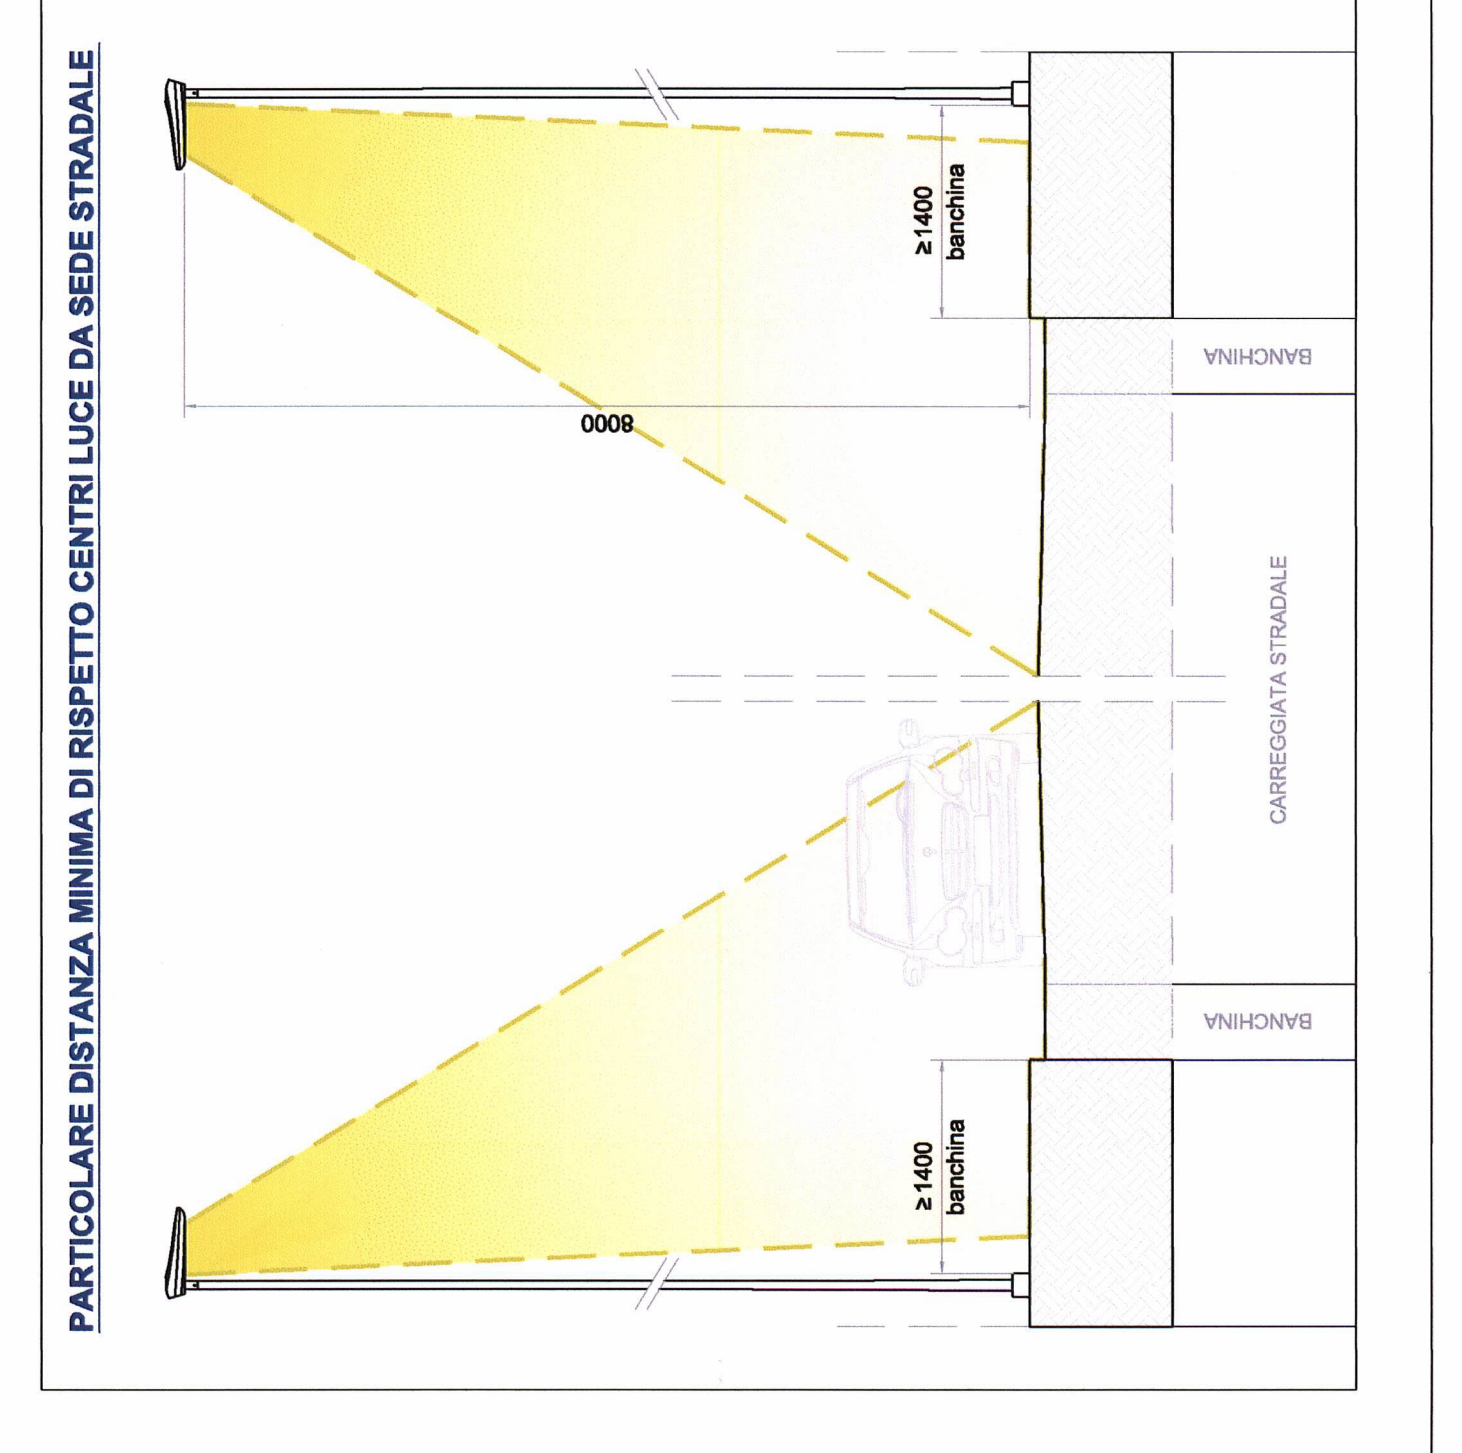 PARTICOLARE DISTANZA MINIMA DI RISPETTO CENTRI LUCE DA SEDE STRADALE
8000
≥1400
banchina
≥1400
banchina
BANCHINA
CARREGGIATA STRADALE
BANCHINA